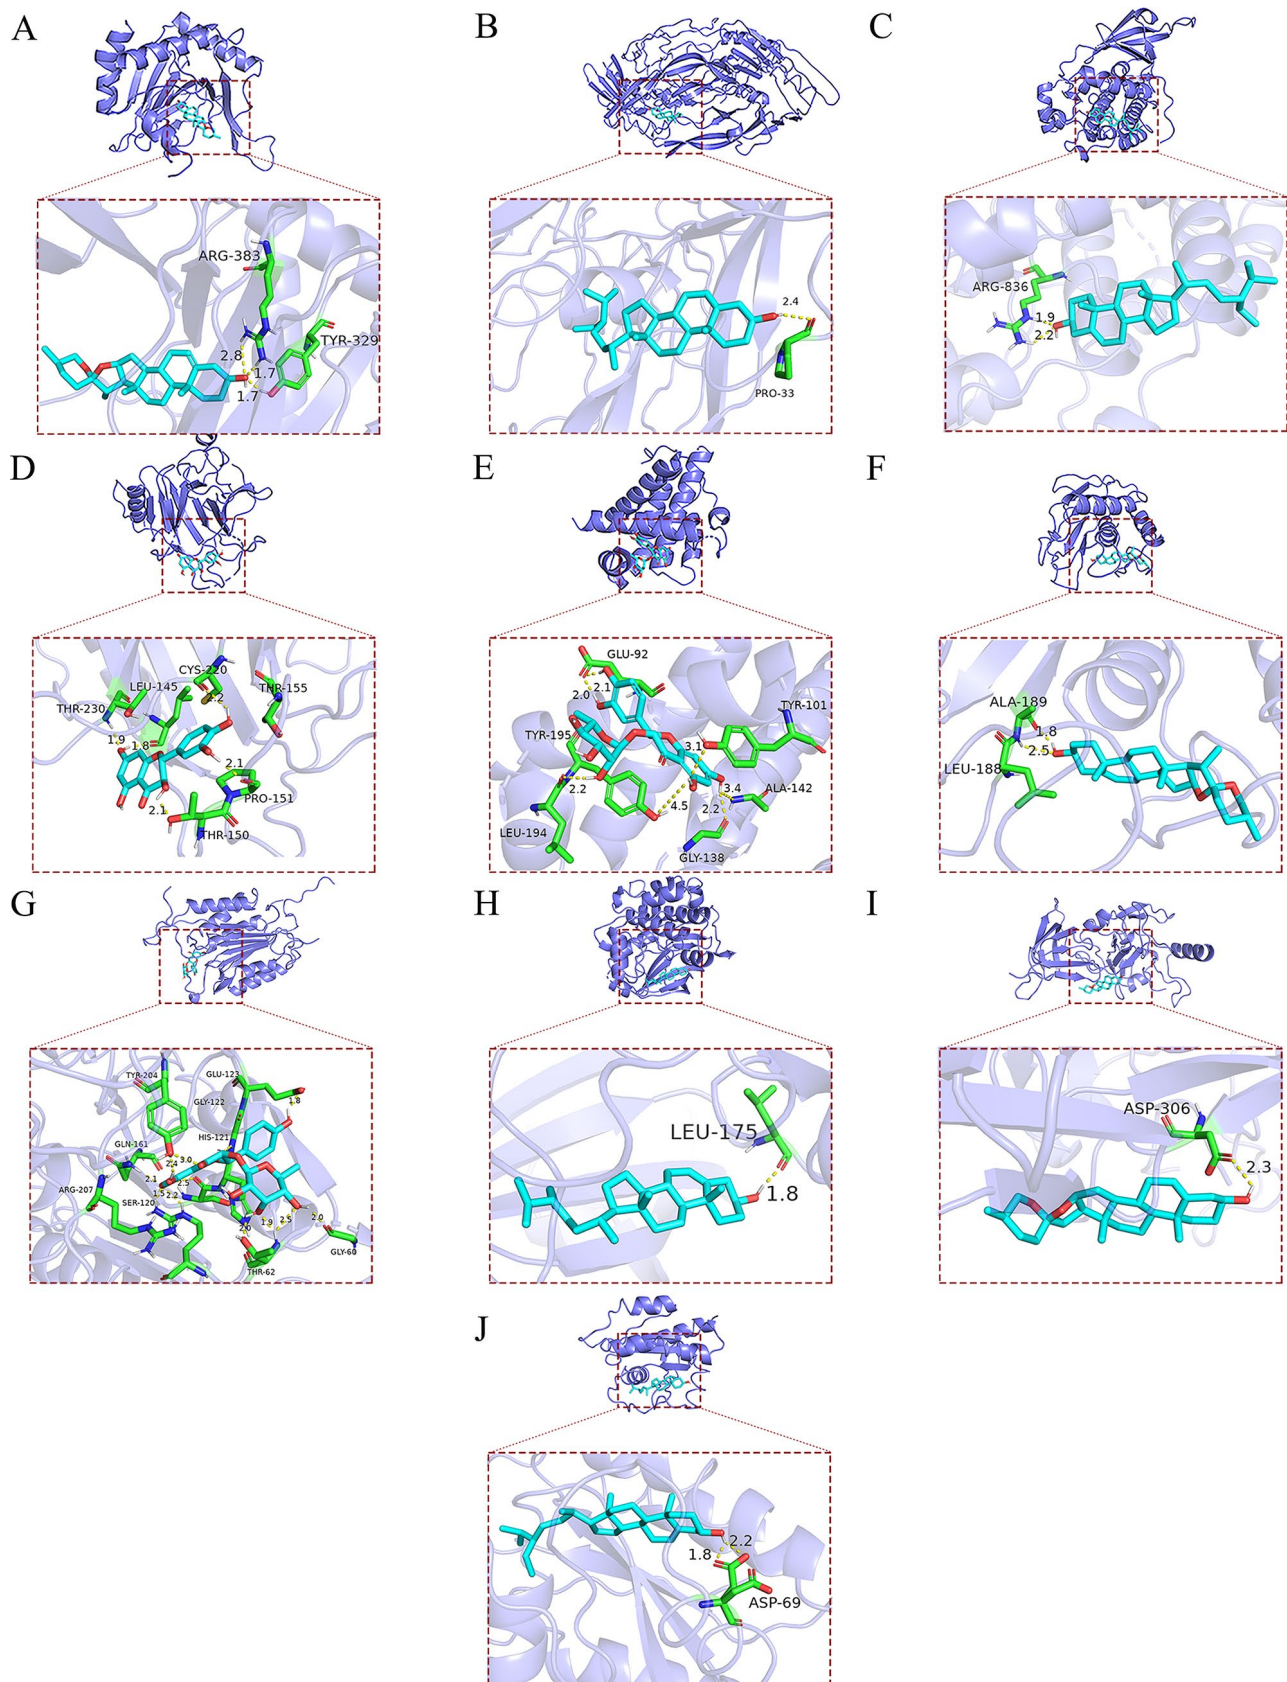 A
B
C
ARG-383
TYR-329
2.8
1.7
1.7
2.4
PRO-33
ARG-836
1.9
2.2
D
E
F
CYS-220
LEU-145
THR-155
THR-230
1.9
1.8
2.1
PRO-151
2.1
THR-150
GLU-92
2.1
2.0
TYR-101
TYR-195
3.1
2.2
3.4
ALA-142
4.5
2.2
LEU-194
GLY-138
ALA-189
1.8
2.5
LEU-188
G
H
I
TYR-204
GLU-123
1.8
GLY-122
HIS-121
GLN-161
3.0
2.4
2.1
2.5
ARG-207
1.5
2.2
SER-120
1.9
2.5
2.0
2.0
GLY-60
THR-62
LEU-175
1.8
ASP-306
2.3
J
2.2
1.8
ASP-69